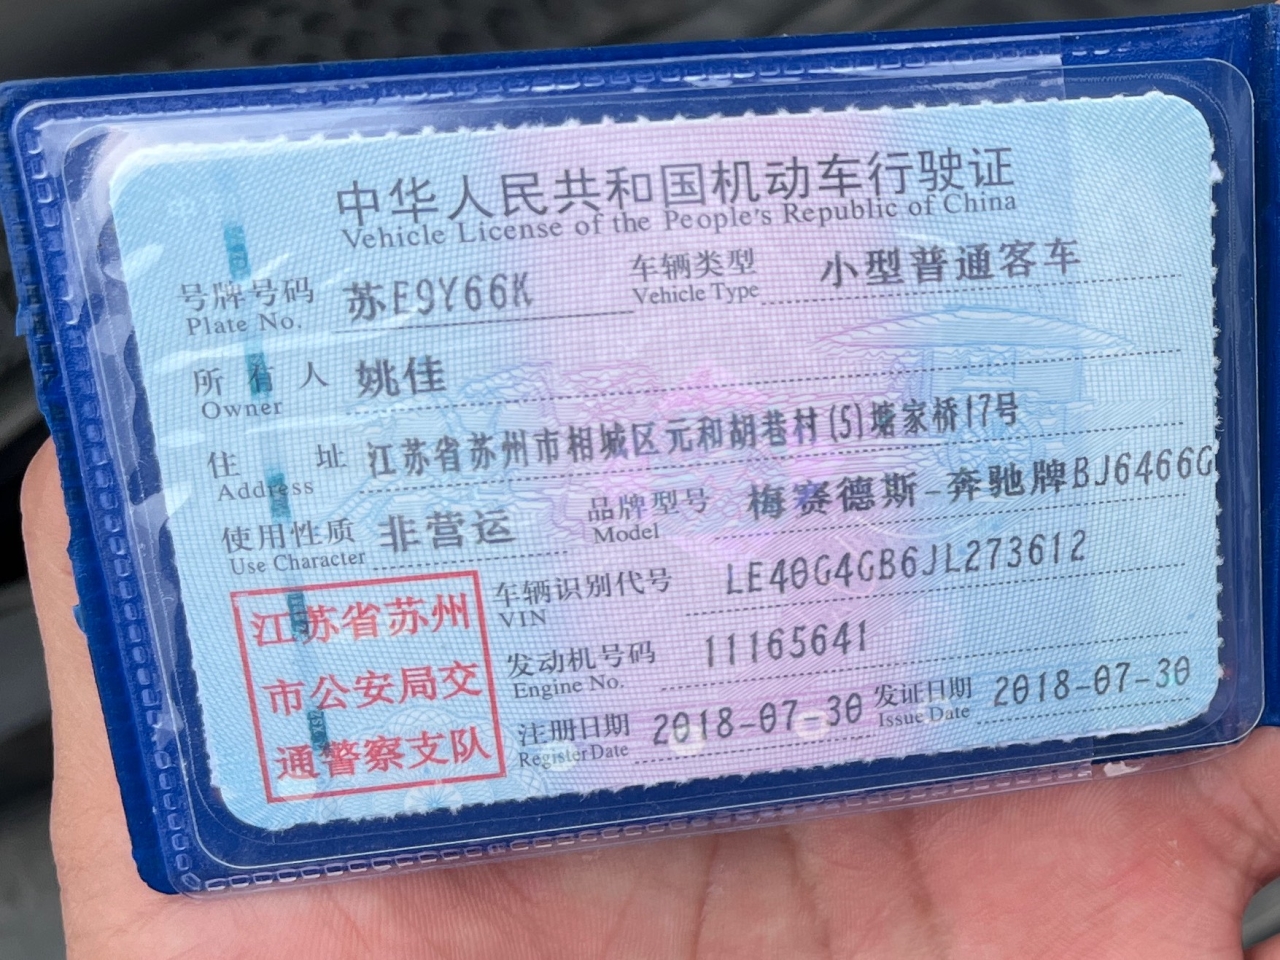 中华人民共和国机动车行驶证
Vehicle License of the People's Republic of China
号牌号码 苏E9Y66K 车辆类型 小型普通客车
Plate No. Vehicle Type
所有人 姚佳
Owner
住址 江苏省苏州市相城区元和胡巷村(5)塘家桥17号
Address
使用性质 非营运 品牌型号 梅赛德斯-奔驰牌BJ6466G
Use Character Model
江苏省苏州
市公安局交
通警察支队
车辆识别代号 LE40G4GB6JL273612
VIN
发动机号码 11165641
Engine No.
注册日期 2018-07-30 发证日期 2018-07-30
Register Date Issue Date